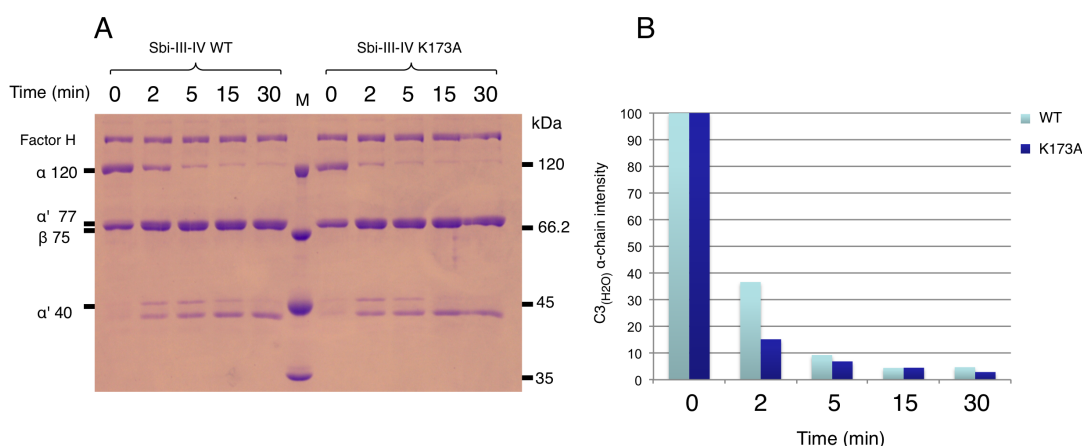 A
B
Sbi-III-IV WT
Sbi-III-IV K173A
Time (min) 0 2 5 15 30 M 0 2 5 15 30
kDa
Factor H
α 120
α' 77
β 75
α' 40
120
66.2
45
35
C3(H2O) α-chain intensity
100
90
80
70
60
50
40
30
20
10
0
0 2 5 15 30
Time (min)
WT
K173A